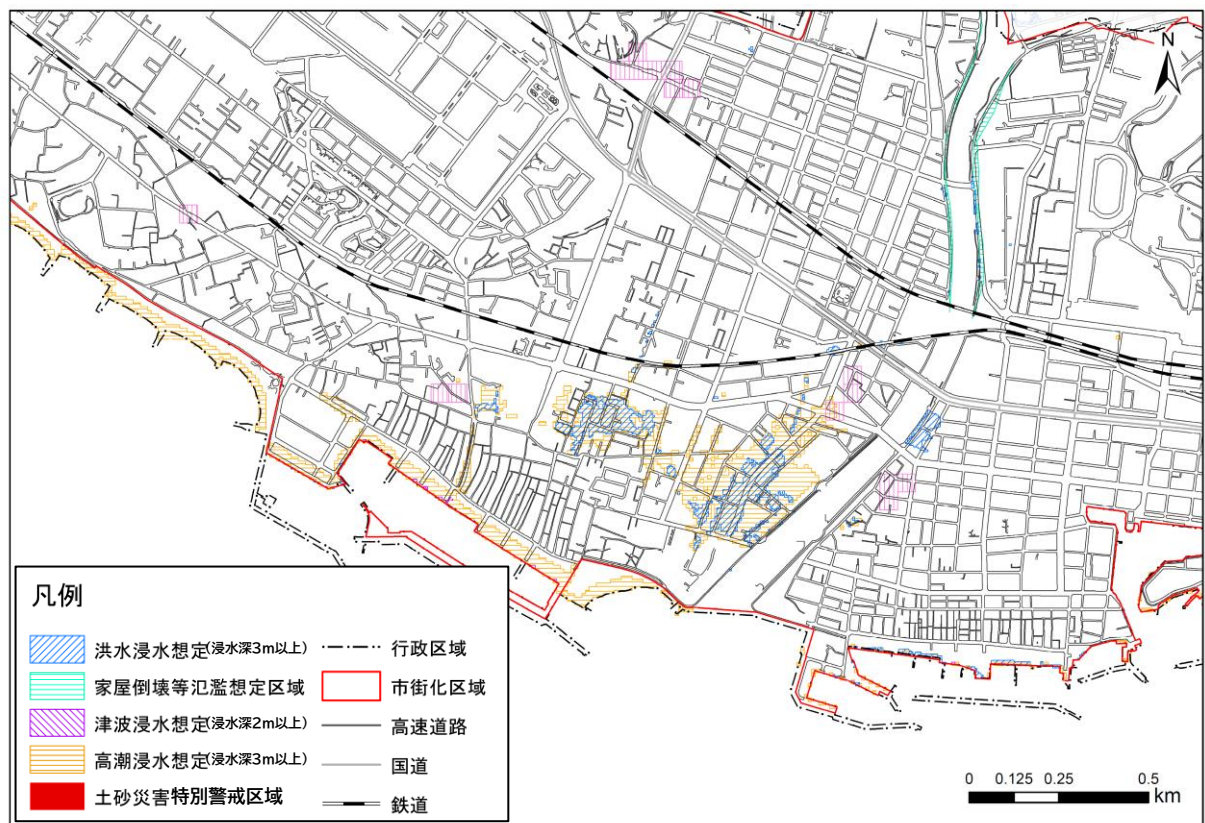 N
凡例
洪水浸水想定(浸水深3m以上)
家屋倒壊等氾濫想定区域
津波浸水想定(浸水深2m以上)
高潮浸水想定(浸水深3m以上)
土砂災害特別警戒区域
行政区域
市街化区域
高速道路
国道
鉄道
0 0.125 0.25 0.5
km